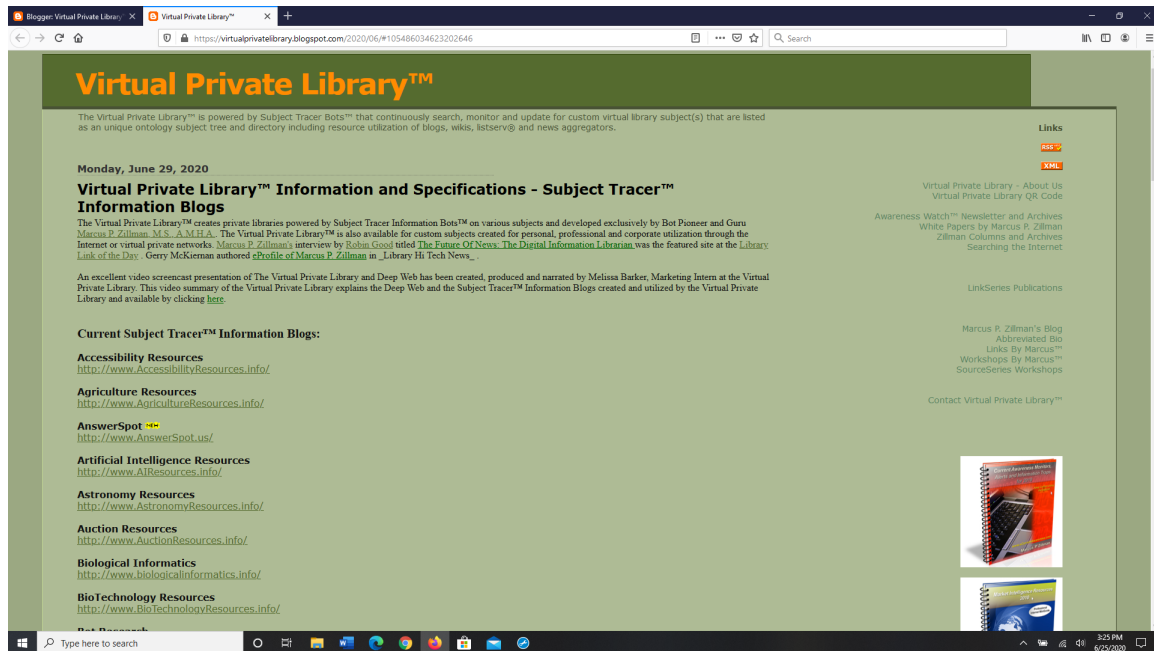 Blogger: Virtual Private Library
Virtual Private Library™
https://virtualprivatelibrary.blogspot.com/2020/06/#105486034623202646
Search
Virtual Private Library™
The Virtual Private Library™ is powered by Subject Tracer Bots™ that continuously search, monitor and update for custom virtual library subject(s) that are listed
as an unique ontology subject tree and directory including resource utilization of blogs, wikis, listserv® and news aggregators.
Monday, June 29, 2020
Virtual Private Library™ Information and Specifications - Subject Tracer™
Information Blogs
The Virtual Private Library™ creates private libraries powered by Subject Tracer Information Bots™ on various subjects and developed exclusively by Bot Pioneer and Guru
Marcus P. Zillman, M.S., A.M.H.A.. The Virtual Private Library™ is also available for custom subjects created for personal, professional and corporate utilization through the
Internet or virtual private networks. Marcus P. Zillman's interview by Robin Good titled The Future Of News: The Digital Information Librarian was the featured site at the Library
Link of the Day . Gerry McKiernan authored eProfile of Marcus P. Zillman in _Library Hi Tech News_ .
An excellent video screencast presentation of The Virtual Private Library and Deep Web has been created, produced and narrated by Melissa Barker, Marketing Intern at the Virtual
Private Library. This video summary of the Virtual Private Library explains the Deep Web and the Subject Tracer™ Information Blogs created and utilized by the Virtual Private
Library and available by clicking here.
Current Subject Tracer™ Information Blogs:
Accessibility Resources
http://www.AccessibilityResources.info/
Agriculture Resources
http://www.AgricultureResources.info/
AnswerSpot NEW
http://www.AnswerSpot.us/
Artificial Intelligence Resources
http://www.AIResources.info/
Astronomy Resources
http://www.AstronomyResources.info/
Auction Resources
http://www.AuctionResources.info/
Biological Informatics
http://www.biologicalinformatics.info/
BioTechnology Resources
http://www.BioTechnologyResources.info/
Bot Research
Links
RSS
XML
Virtual Private Library - About Us
Virtual Private Library QR Code
Awareness Watch™ Newsletter and Archives
White Papers by Marcus P. Zillman
Zillman Columns and Archives
Searching the Internet
LinkSeries Publications
Marcus P. Zillman's Blog
Abbreviated Bio
Links By Marcus™
Workshops By Marcus™
SourceSeries Workshops
Contact Virtual Private Library™
Type here to search
3:25 PM
6/25/2020